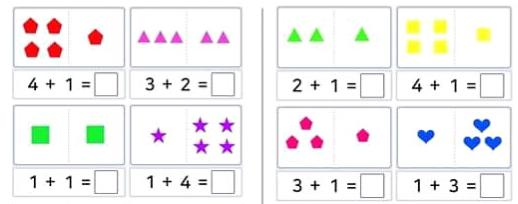 4 + 1 =
3 + 2 =
2 + 1 =
4 + 1 =
1 + 1 =
1 + 4 =
3 + 1 =
1 + 3 =